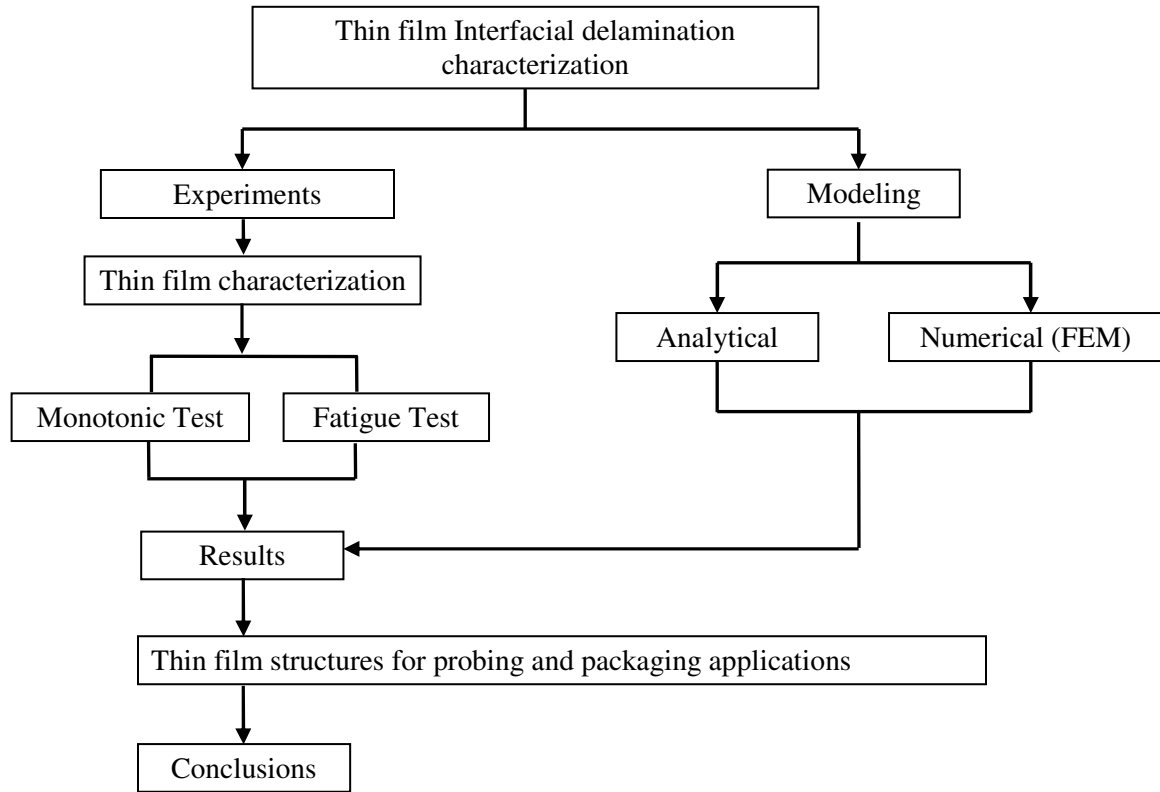 Thin film Interfacial delamination
characterization
Experiments
Modeling
Thin film characterization
Analytical
Numerical (FEM)
Monotonic Test
Fatigue Test
Results
Thin film structures for probing and packaging applications
Conclusions